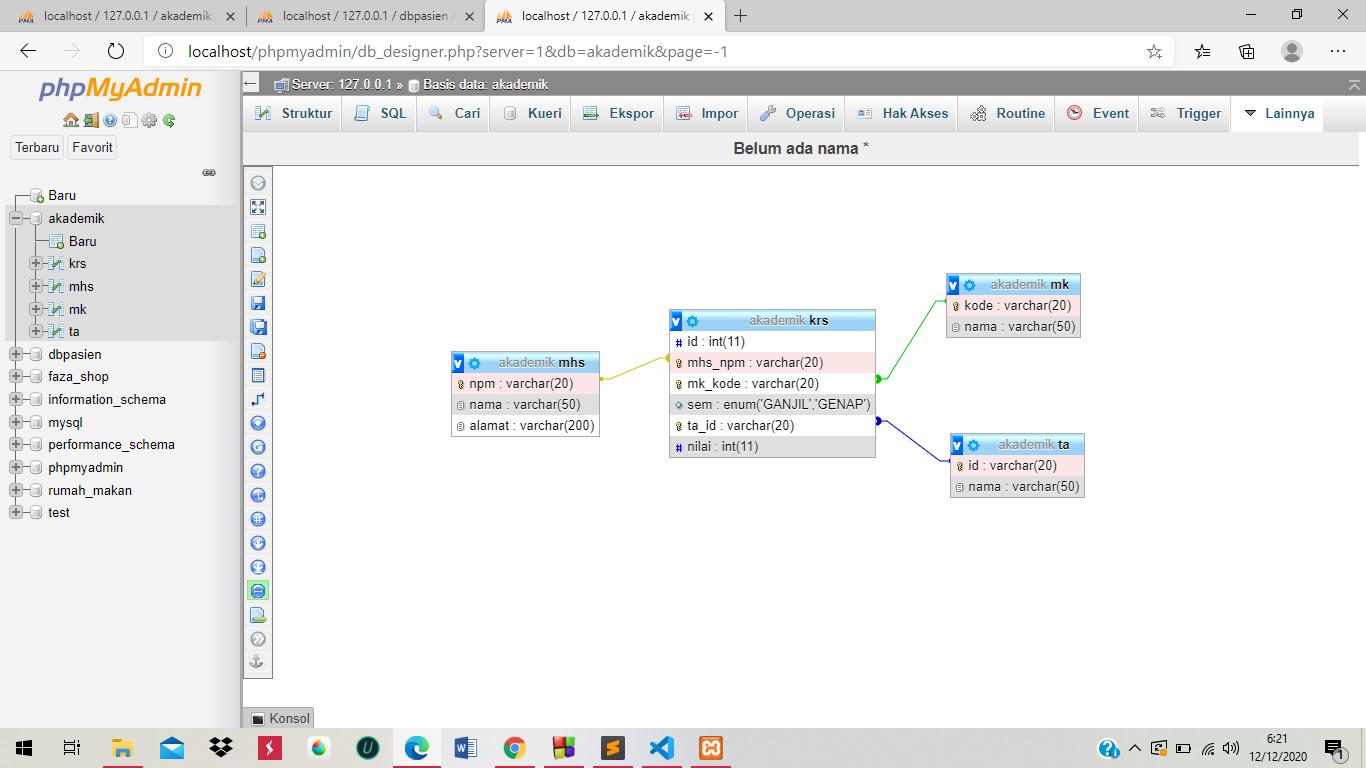 localhost / 127.0.0.1 / akademik
localhost / 127.0.0.1 / dbpasien /
localhost / 127.0.0.1 / akademik
localhost/phpmyadmin/db_designer.php?server=1&db=akademik&page=-1
phpMyAdmin
Terbaru Favorit
Baru
akademik
Baru
krs
mhs
mk
ta
dbpasien
faza_shop
information_schema
mysql
performance_schema
phpmyadmin
rumah_makan
test
Server: 127.0.0.1 » Basis data: akademik
Struktur SQL Cari Kueri Ekspor Impor Operasi Hak Akses Routine Event Trigger Lainnya
Belum ada nama *
akademik mhs
npm : varchar(20)
nama : varchar(50)
alamat : varchar(200)
akademik krs
id : int(11)
mhs_npm : varchar(20)
mk_kode : varchar(20)
sem : enum('GANJIL','GENAP')
ta_id : varchar(20)
nilai : int(11)
akademik mk
kode : varchar(20)
nama : varchar(50)
akademik ta
id : varchar(20)
nama : varchar(50)
Konsol
6:21
12/12/2020
1